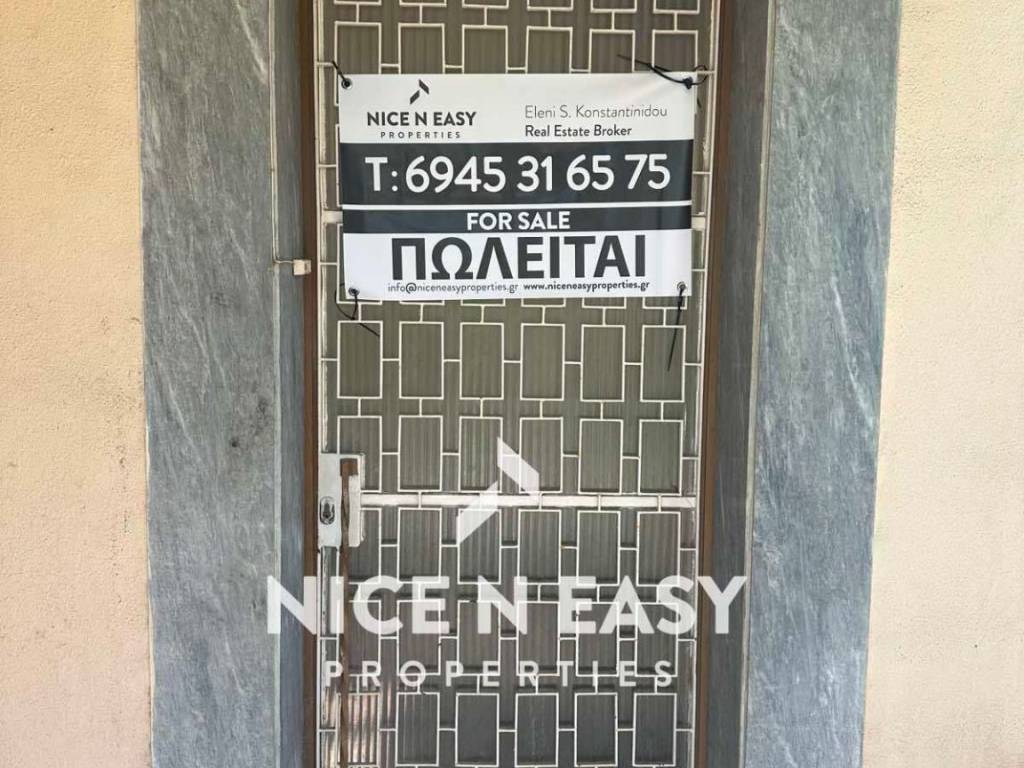 NICE N EASY
PROPERTIES
Eleni S. Konstantinidou
Real Estate Broker
T: 6945 31 65 75
FOR SALE
ΠΩΛΕΙΤΑΙ
info@niceneasyproperties.gr www.niceneasyproperties.gr
NICE N EASY
PROPERTIES